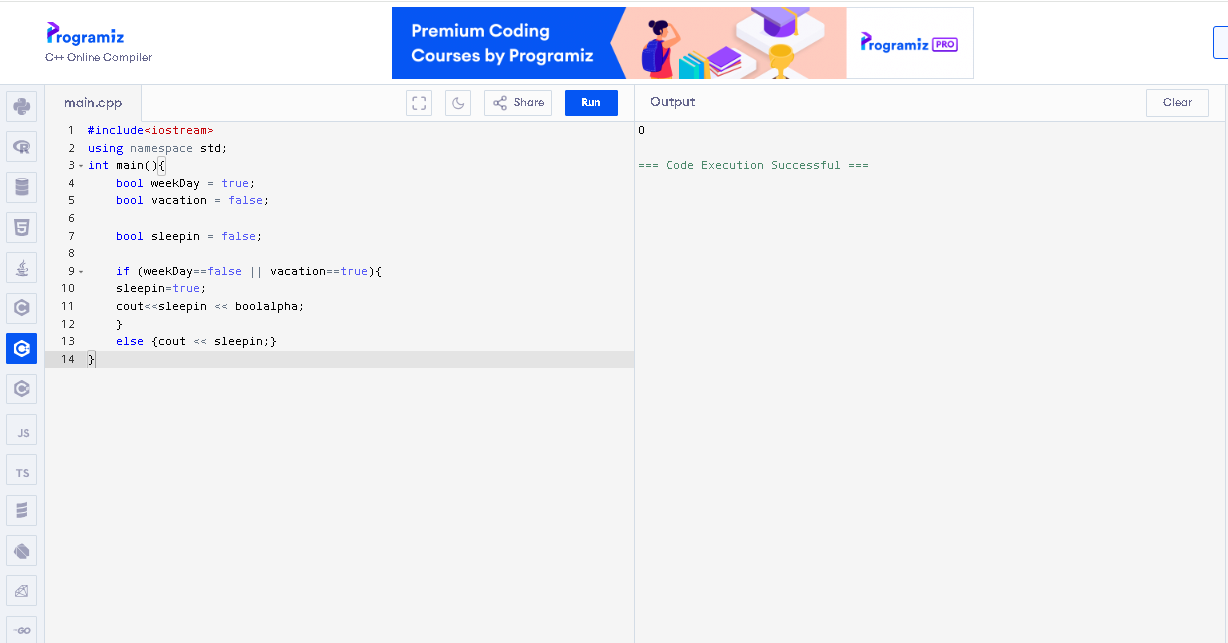 Programiz
C++ Online Compiler
Premium Coding
Courses by Programiz
Programiz PRO
main.cpp
Share
Run
Output
Clear
1 #include<iostream>
2 using namespace std;
3 int main(){
4 bool weekDay = true;
5 bool vacation = false;
6
7 bool sleepin = false;
8
9 if (weekDay==false || vacation==true){
10 sleepin=true;
11 cout<<sleepin << boolalpha;
12 }
13 else {cout << sleepin;}
14 }
0
=== Code Execution Successful ===
JS
TS
GO